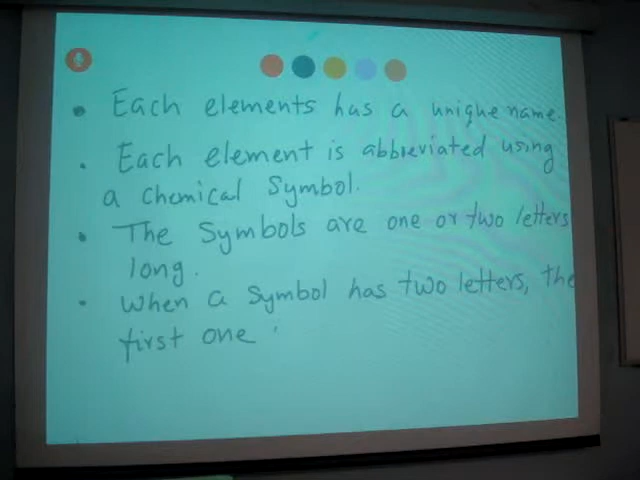 • Each elements has a unique name.
• Each element is abbreviated using
a chemical Symbol.
• The Symbols are one or two letters
long.
• When a Symbol has two letters, the
first one